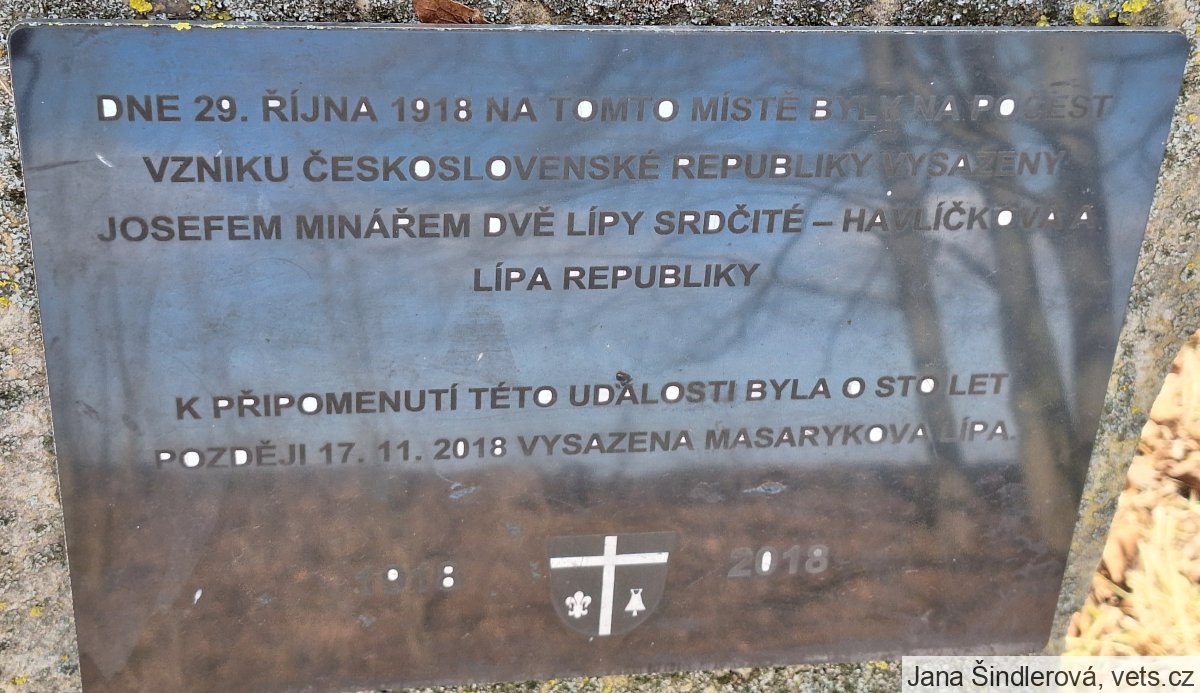 DNE 29. ŘÍJNA 1918 NA TOMTO MÍSTĚ BYLY NA POČEST
VZNIKU ČESKOSLOVENSKÉ REPUBLIKY VYSAZENY
JOSEFEM MINÁŘEM DVĚ LÍPY SRDČITÉ – HAVLÍČKOVA A
LÍPA REPUBLIKY
K PŘIPOMENUTÍ TÉTO UDÁLOSTI BYLA O STO LET
POZDĚJI 17. 11. 2018 VYSAZENA MASARYKOVA LÍPA.
1918 2018
Jana Šindlerová, vets.cz